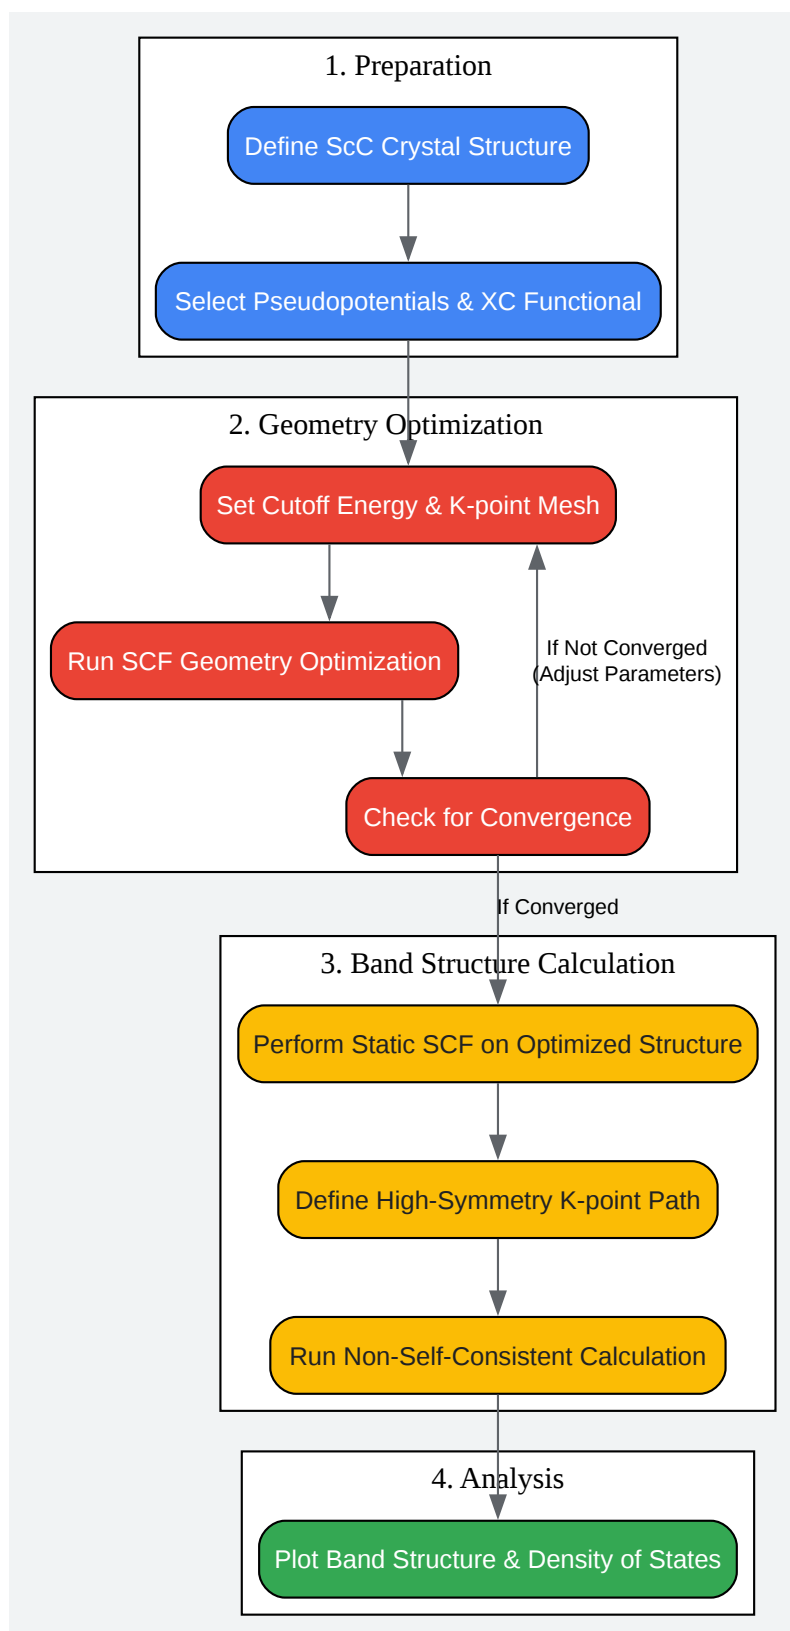 1. Preparation
Define ScC Crystal Structure
Select Pseudopotentials & XC Functional
2. Geometry Optimization
Set Cutoff Energy & K-point Mesh
Run SCF Geometry Optimization
If Not Converged
(Adjust Parameters)
Check for Convergence
If Converged
3. Band Structure Calculation
Perform Static SCF on Optimized Structure
Define High-Symmetry K-point Path
Run Non-Self-Consistent Calculation
4. Analysis
Plot Band Structure & Density of States